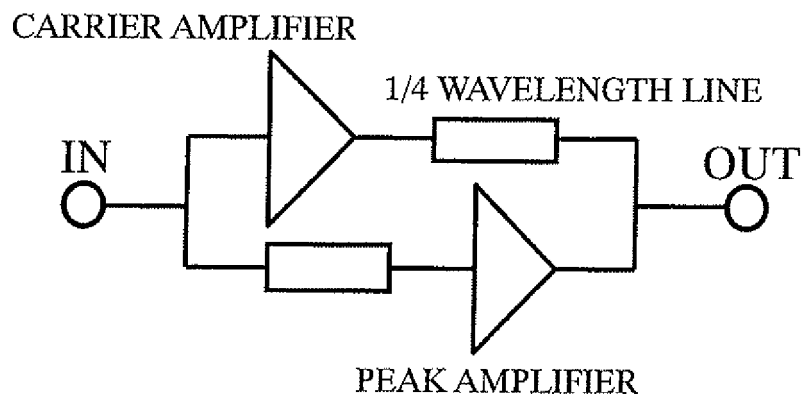 CARRIER AMPLIFIER
1/4 WAVELENGTH LINE
IN
OUT
PEAK AMPLIFIER